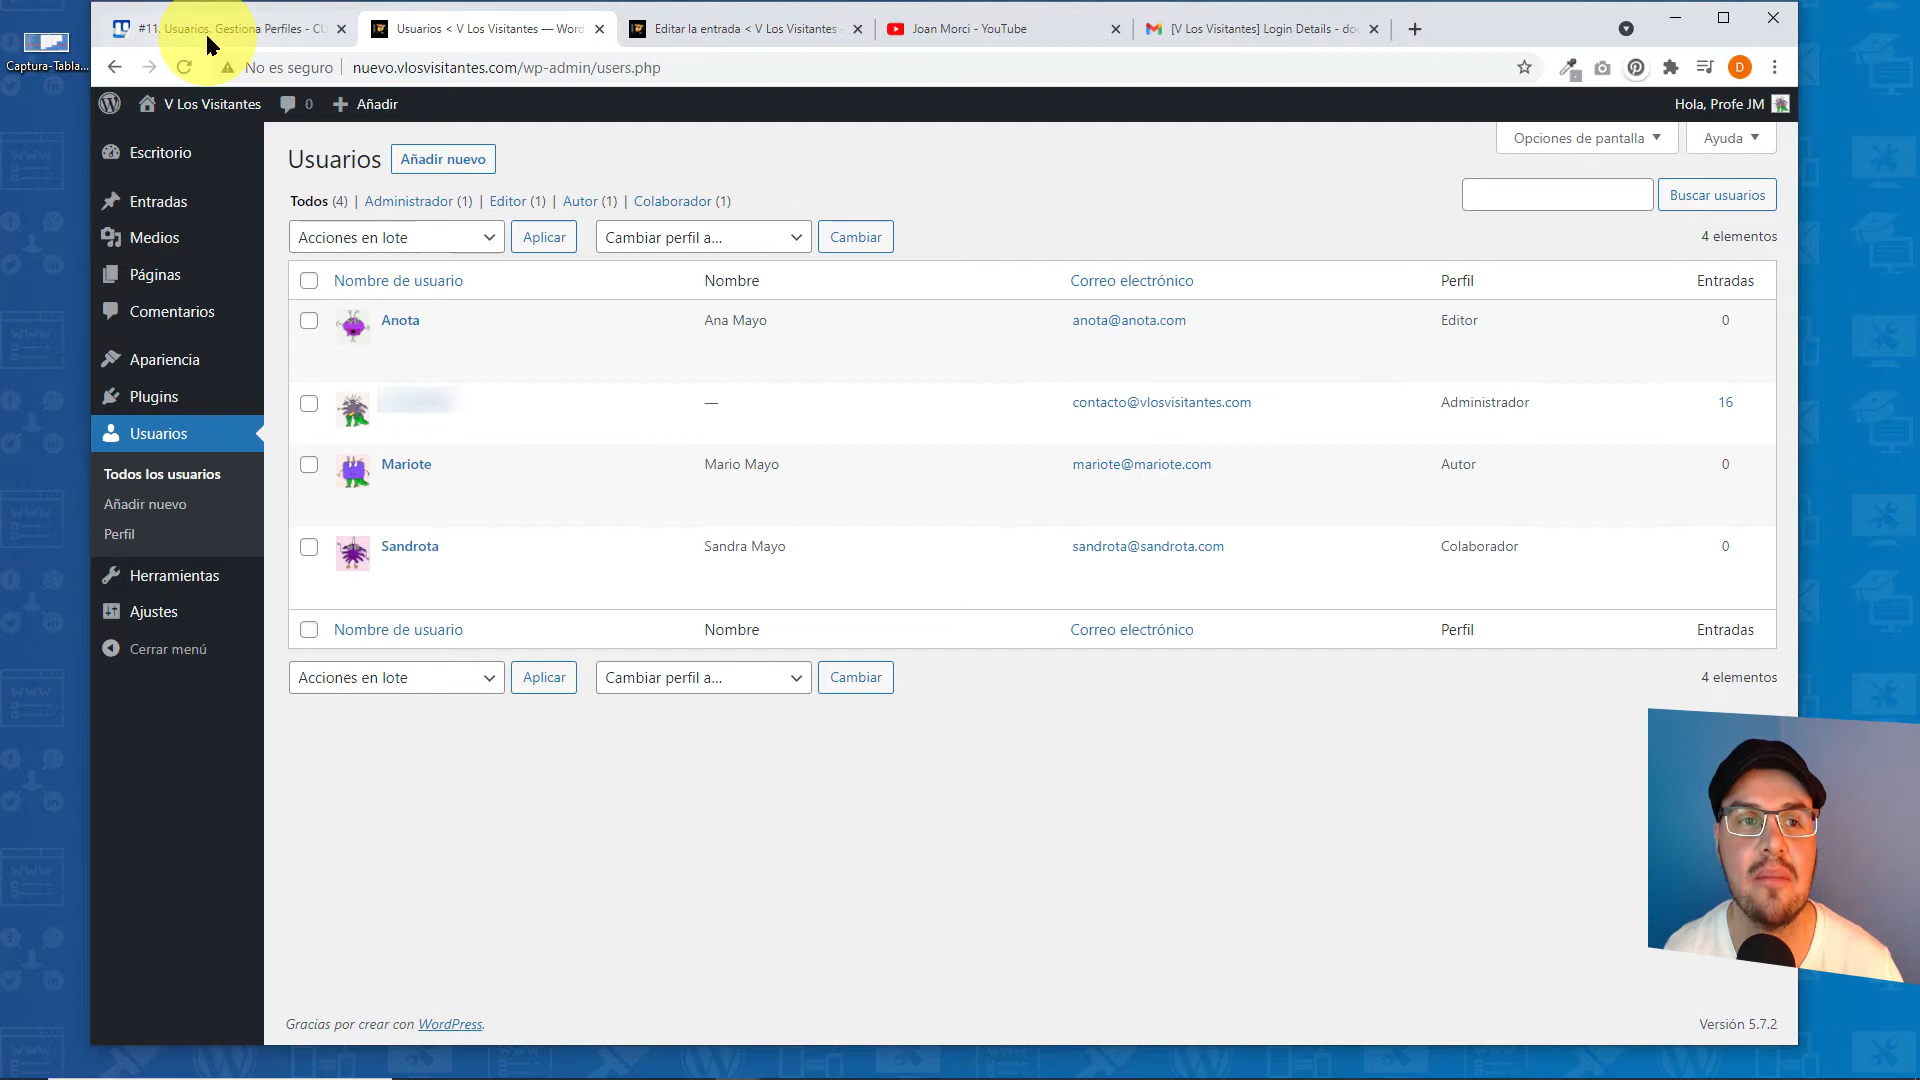 #11. Usuarios. Gestiona Perfiles - CU
Usuarios < V Los Visitantes — Word
Editar la entrada < V Los Visitantes -
Joan Morci - YouTube
[V Los Visitantes] Login Details - doc
Captura-Tabla...
No es seguro
nuevo.vlosvisitantes.com/wp-admin/users.php
D
V Los Visitantes
0
Añadir
Hola, Profe JM
Opciones de pantalla
Ayuda
Escritorio
Entradas
Medios
Páginas
Comentarios
Apariencia
Plugins
Usuarios
Todos los usuarios
Añadir nuevo
Perfil
Herramientas
Ajustes
Cerrar menú
Usuarios
Añadir nuevo
Todos (4) | Administrador (1) | Editor (1) | Autor (1) | Colaborador (1)
Buscar usuarios
Acciones en lote
Aplicar
Cambiar perfil a...
Cambiar
4 elementos
Nombre de usuario Nombre Correo electrónico Perfil Entradas
Anota Ana Mayo anota@anota.com Editor 0
— contacto@vlosvisitantes.com Administrador 16
Mariote Mario Mayo mariote@mariote.com Autor 0
Sandrota Sandra Mayo sandrota@sandrota.com Colaborador 0
Nombre de usuario Nombre Correo electrónico Perfil Entradas
Acciones en lote
Aplicar
Cambiar perfil a...
Cambiar
4 elementos
Gracias por crear con WordPress.
Versión 5.7.2